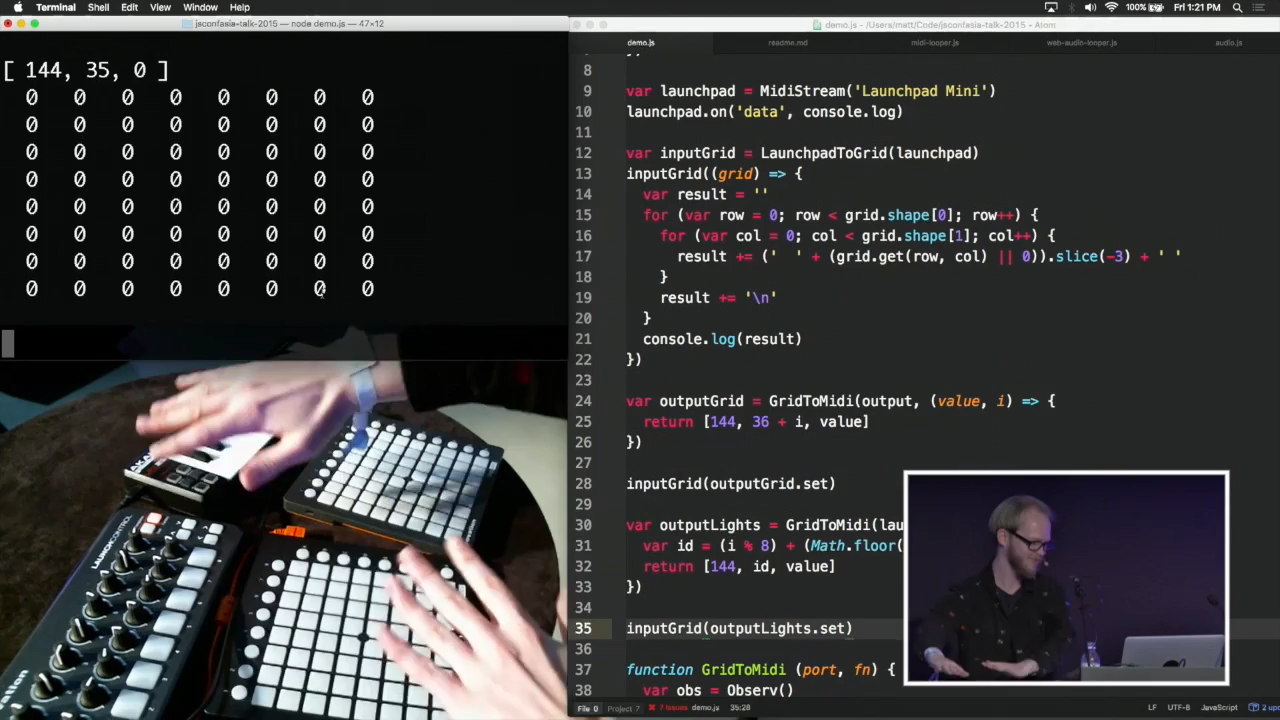 Terminal Shell Edit View Window Help
100% Fri 1:21 PM
jsconfasia-talk-2015 — node demo.js — 47×12
demo.js - /Users/matt/Code/jsconfasia-talk-2015 - Atom
demo.js readme.md midi-looper.js web-audio-looper.js audio.js
[ 144, 35, 0 ]
0 0 0 0 0 0 0 0
0 0 0 0 0 0 0 0
0 0 0 0 0 0 0 0
0 0 0 0 0 0 0 0
0 0 0 0 0 0 0 0
0 0 0 0 0 0 0 0
0 0 0 0 0 0 0 0
0 0 0 0 0 0 0 0
8
9 var launchpad = MidiStream('Launchpad Mini')
10 launchpad.on('data', console.log)
11
12 var inputGrid = LaunchpadToGrid(launchpad)
13 inputGrid((grid) => {
14 var result = ''
15 for (var row = 0; row < grid.shape[0]; row++) {
16 for (var col = 0; col < grid.shape[1]; col++) {
17 result += ('  ' + (grid.get(row, col) || 0)).slice(-3) + ' '
18 }
19 result += '\n'
20 }
21 console.log(result)
22 })
23
24 var outputGrid = GridToMidi(output, (value, i) => {
25 return [144, 36 + i, value]
26 })
27
28 inputGrid(outputGrid.set)
29
30 var outputLights = GridToMidi(lau
31 var id = (i % 8) + (Math.floor(
32 return [144, id, value]
33 })
34
35 inputGrid(outputLights.set)
36
37 function GridToMidi (port, fn) {
38 var obs = Observ()
File 0 Project 7 7 Issues demo.js 35:28 LF UTF-8 JavaScript 2 up
AKAI
LAUNCHCONTROL